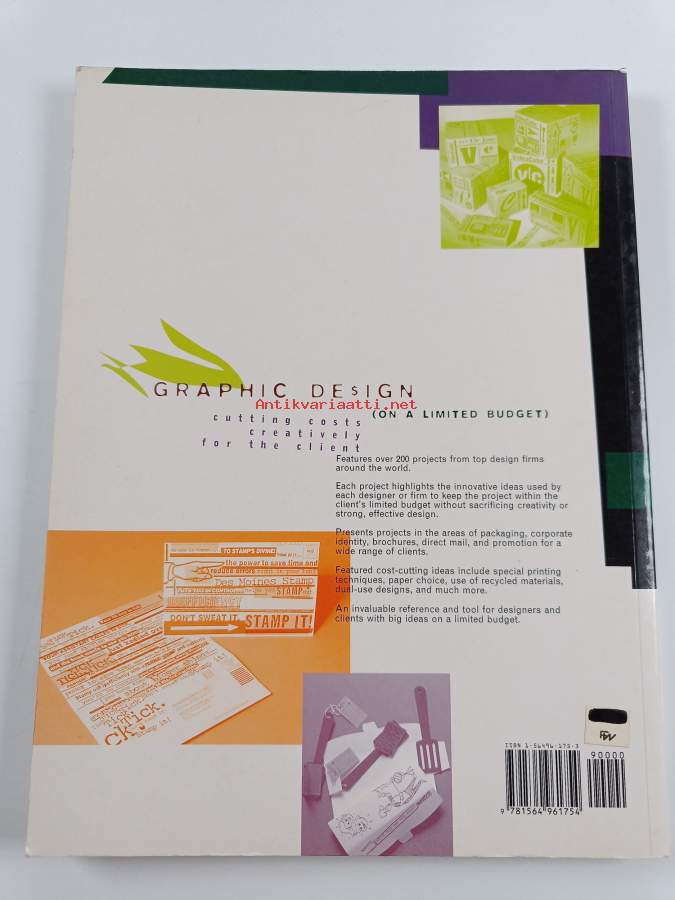 GRAPHIC DESIGN
Antikvariaatti.net
(ON A LIMITED BUDGET)
cutting costs
creatively
for the client
Features over 200 projects from top design firms
around the world.
Each project highlights the innovative ideas used by
each designer or firm to keep the project within the
client's limited budget without sacrificing creativity or
strong, effective design.
Presents projects in the areas of packaging, corporate
identity, brochures, direct mail, and promotion for a
wide range of clients.
Featured cost-cutting ideas include special printing
techniques, paper choice, use of recycled materials,
dual-use designs, and much more.
An invaluable reference and tool for designers and
clients with big ideas on a limited budget.
TO STAMP'S DIVINE:
the power to save time and
reduce errors
Des Moines Stamp
STAMP
DON'T SWEAT IT,
STAMP IT!
ISBN 1-56496-175-3
90000
9 781564 961754